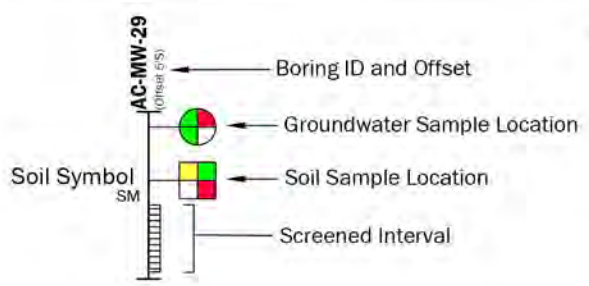 AC-MW-29
(Offset 5'S)
Boring ID and Offset
Groundwater Sample Location
Soil Symbol
SM
Soil Sample Location
Screened Interval